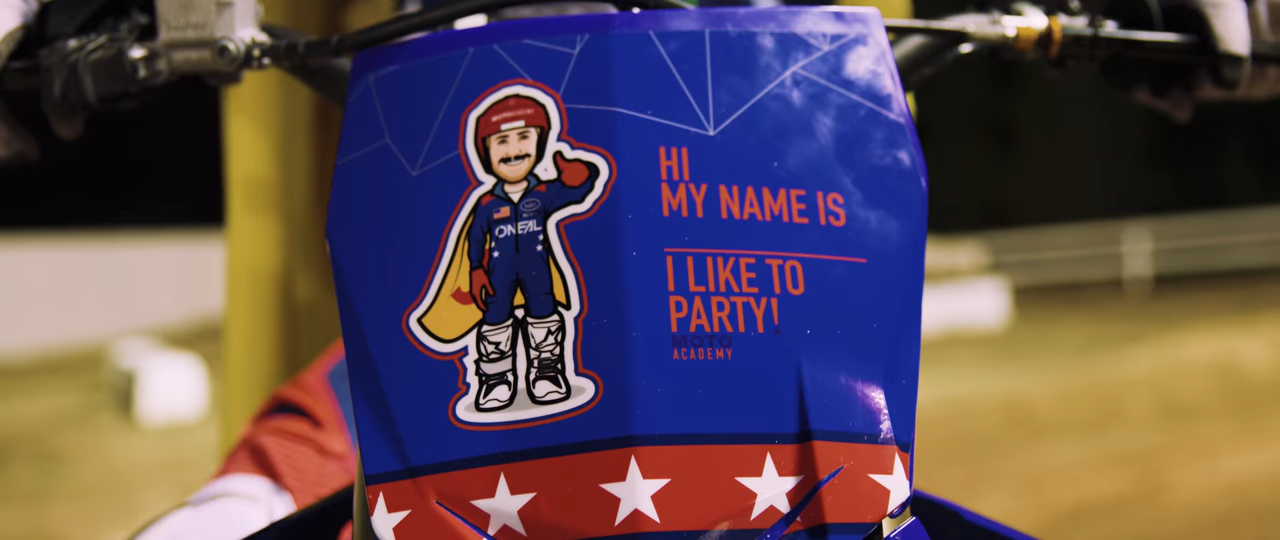 ONEAL
HI
MY NAME IS
I LIKE TO
PARTY!
MOTO
ACADEMY